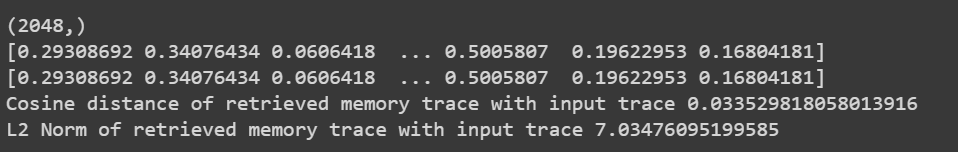 (2048,)
[0.29308692 0.34076434 0.0606418  ... 0.5005807  0.19622953 0.16804181]
[0.29308692 0.34076434 0.0606418  ... 0.5005807  0.19622953 0.16804181]
Cosine distance of retrieved memory trace with input trace 0.033529818058013916
L2 Norm of retrieved memory trace with input trace 7.03476095199585